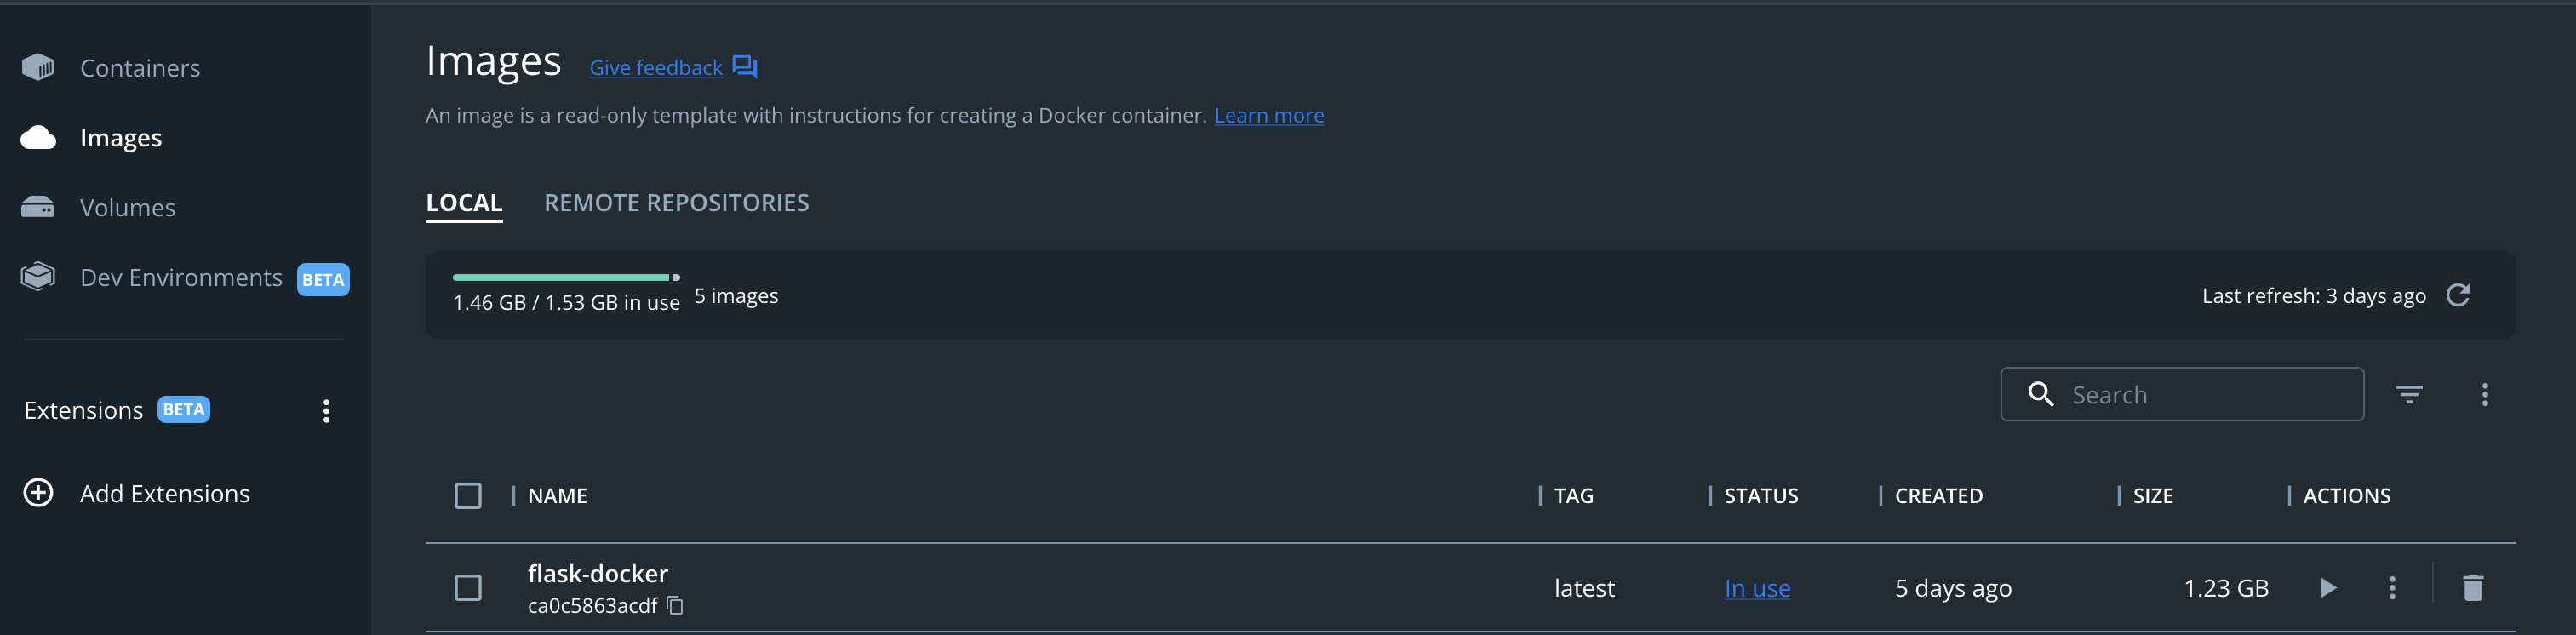 Containers
Images
Volumes
Dev Environments BETA
Extensions BETA
Add Extensions
Images Give feedback
An image is a read-only template with instructions for creating a Docker container. Learn more
LOCAL REMOTE REPOSITORIES
1.46 GB / 1.53 GB in use 5 images Last refresh: 3 days ago
Search
NAME TAG STATUS CREATED SIZE ACTIONS
flask-docker latest In use 5 days ago 1.23 GB
ca0c5863acdf